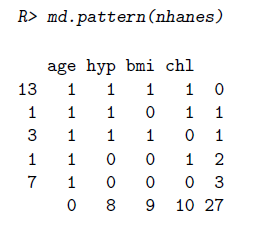 R> md.pattern(nhanes)
age hyp bmi chl
13 1 1 1 1 0
1 1 1 0 1 1
3 1 1 1 0 1
1 1 0 0 1 2
7 1 0 0 0 3
0 8 9 10 27